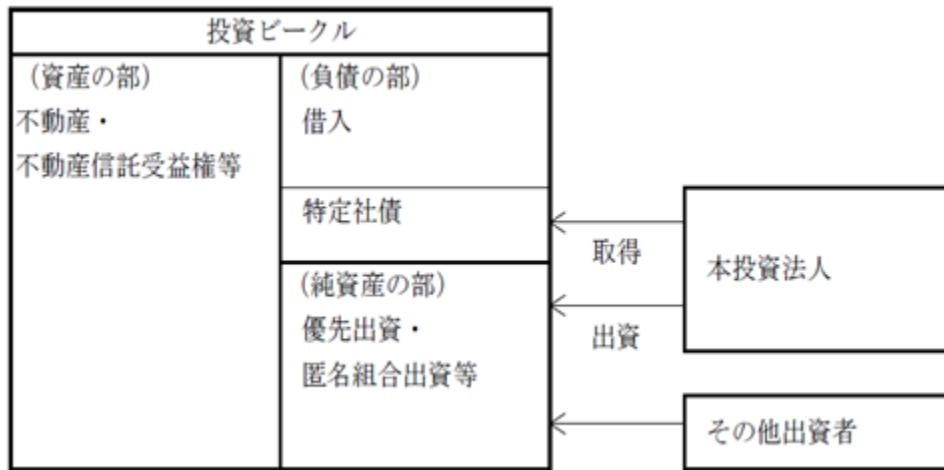 投資ビークル
（資産の部）
不動産・
不動産信託受益権等
（負債の部）
借入
特定社債
（純資産の部）
優先出資・
匿名組合出資等
取得
出資
本投資法人
その他出資者